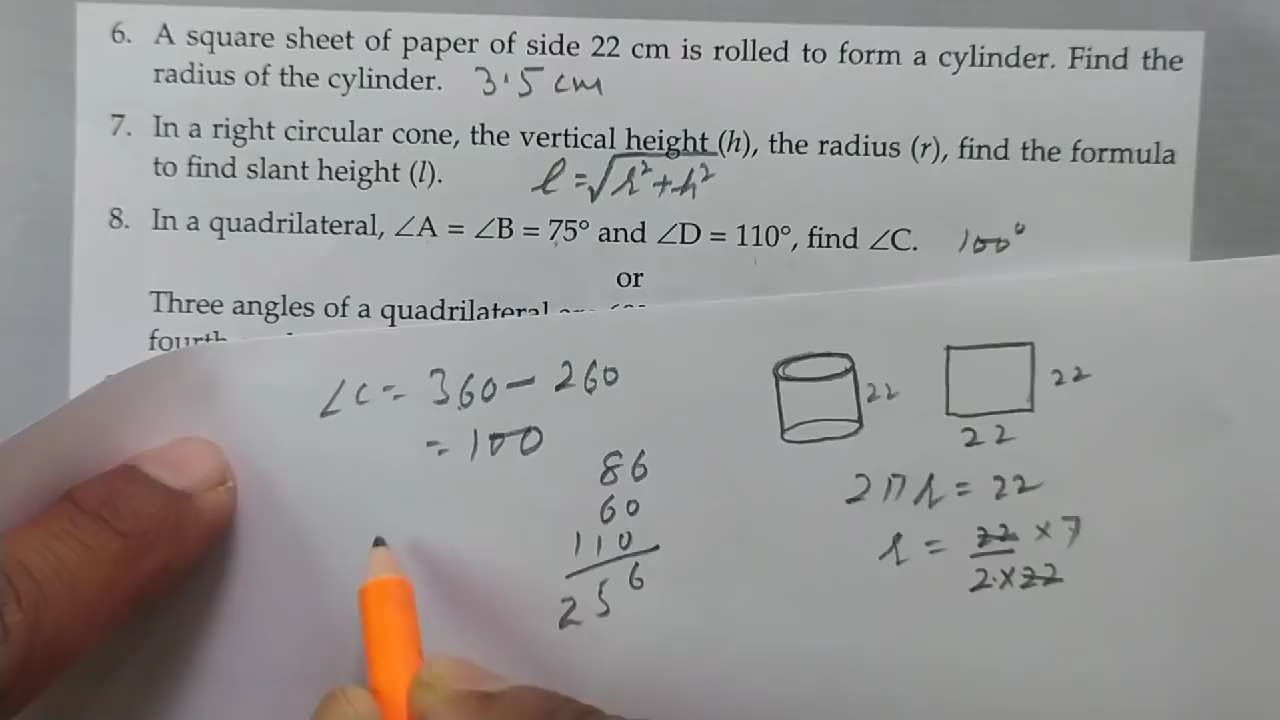 6. A square sheet of paper of side 22 cm is rolled to form a cylinder. Find the
radius of the cylinder. 3.5 cm
7. In a right circular cone, the vertical height (h), the radius (r), find the formula
to find slant height (l). l = √r²+h²
8. In a quadrilateral, ∠A = ∠B = 75° and ∠D = 110°, find ∠C. 100°
or
Three angles of a quadrilateral
∠C = 360 - 260
= 100
86
60
110
256
22
22
22
2πr = 22
r = 22 × 7
2 × 22